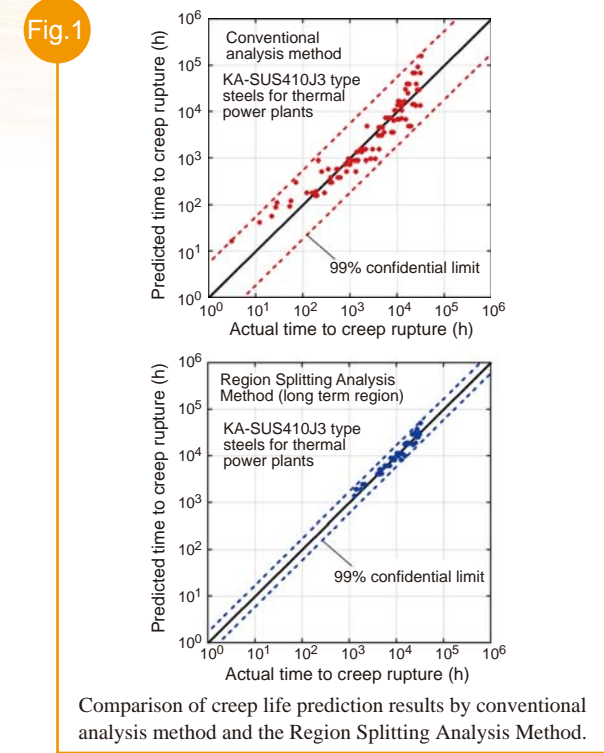 Fig.1
Predicted time to creep rupture (h)
10⁶
10⁵
10⁴
10³
10²
10¹
10⁰
Conventional
analysis method
KA-SUS410J3 type
steels for thermal
power plants
99% confidential limit
10⁰ 10¹ 10² 10³ 10⁴ 10⁵ 10⁶
Actual time to creep rupture (h)
Predicted time to creep rupture (h)
10⁶
10⁵
10⁴
10³
10²
10¹
10⁰
Region Splitting Analysis
Method (long term region)
KA-SUS410J3 type
steels for thermal
power plants
99% confidential limit
10⁰ 10¹ 10² 10³ 10⁴ 10⁵ 10⁶
Actual time to creep rupture (h)
Comparison of creep life prediction results by conventional
analysis method and the Region Splitting Analysis Method.